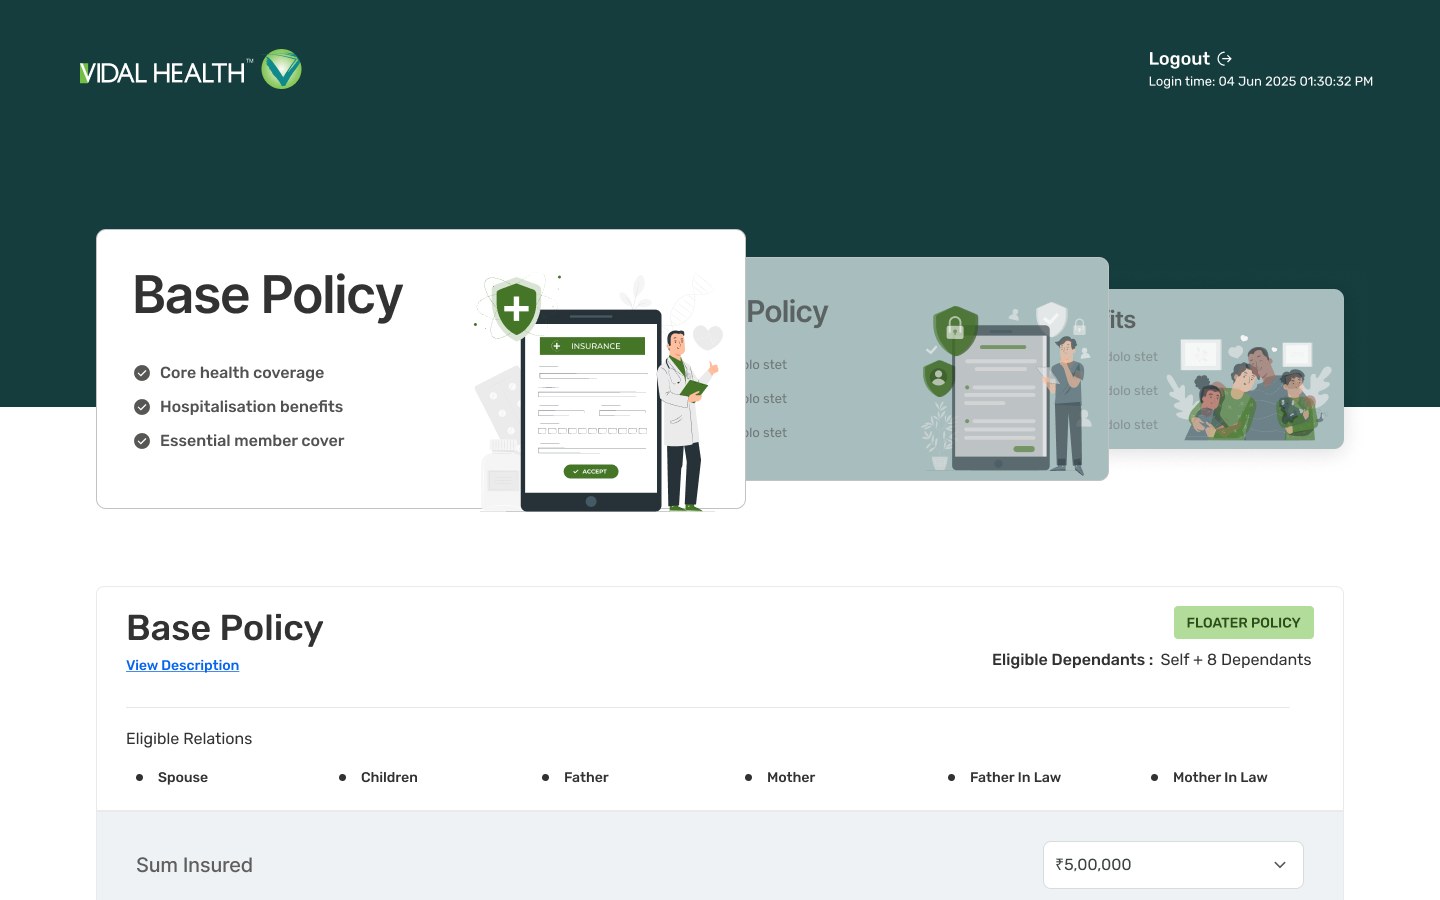 VIDAL HEALTH™
Logout
Login time: 04 Jun 2025 01:30:32 PM
Base Policy
Core health coverage
Hospitalisation benefits
Essential member cover
INSURANCE
ACCEPT
Policy
olo stet
olo stet
olo stet
its
dolo stet
dolo stet
dolo stet
Base Policy
View Description
FLOATER POLICY
Eligible Dependants : Self + 8 Dependants
Eligible Relations
Spouse
Children
Father
Mother
Father In Law
Mother In Law
Sum Insured
₹5,00,000